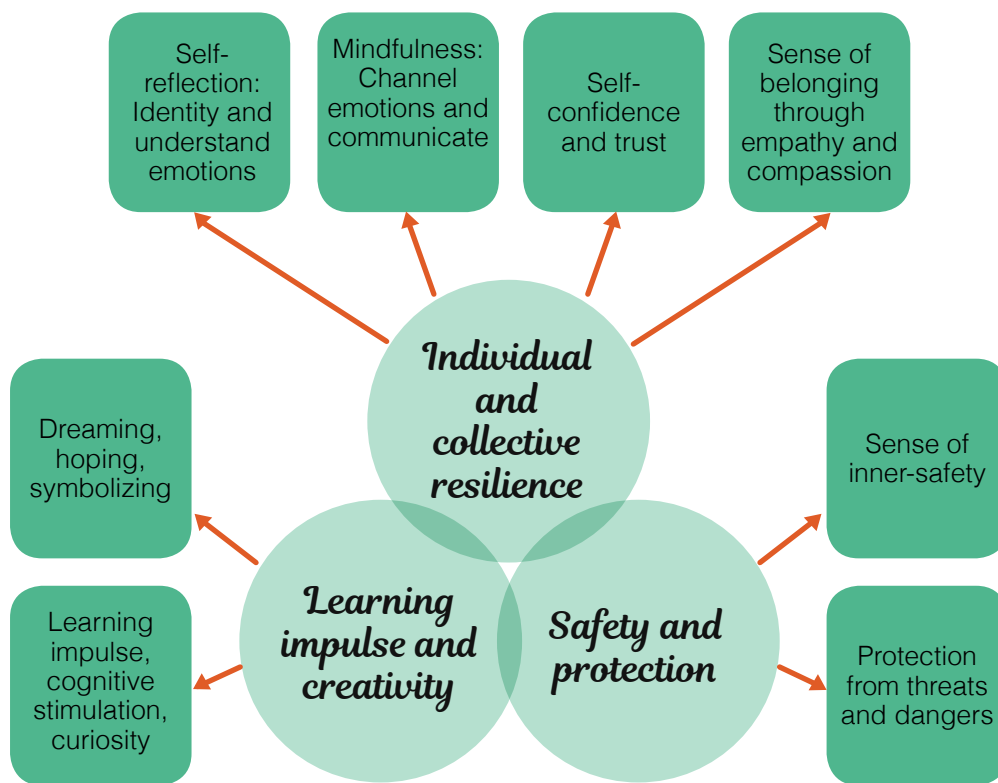 Self-
reflection:
Identity and
understand
emotions
Mindfulness:
Channel
emotions and
communicate
Self-
confidence
and trust
Sense of
belonging
through
empathy and
compassion
Individual
and
collective
resilience
Dreaming,
hoping,
symbolizing
Sense of
inner-safety
Learning
impulse and
creativity
Safety and
protection
Learning
impulse,
cognitive
stimulation,
curiosity
Protection
from threats
and dangers